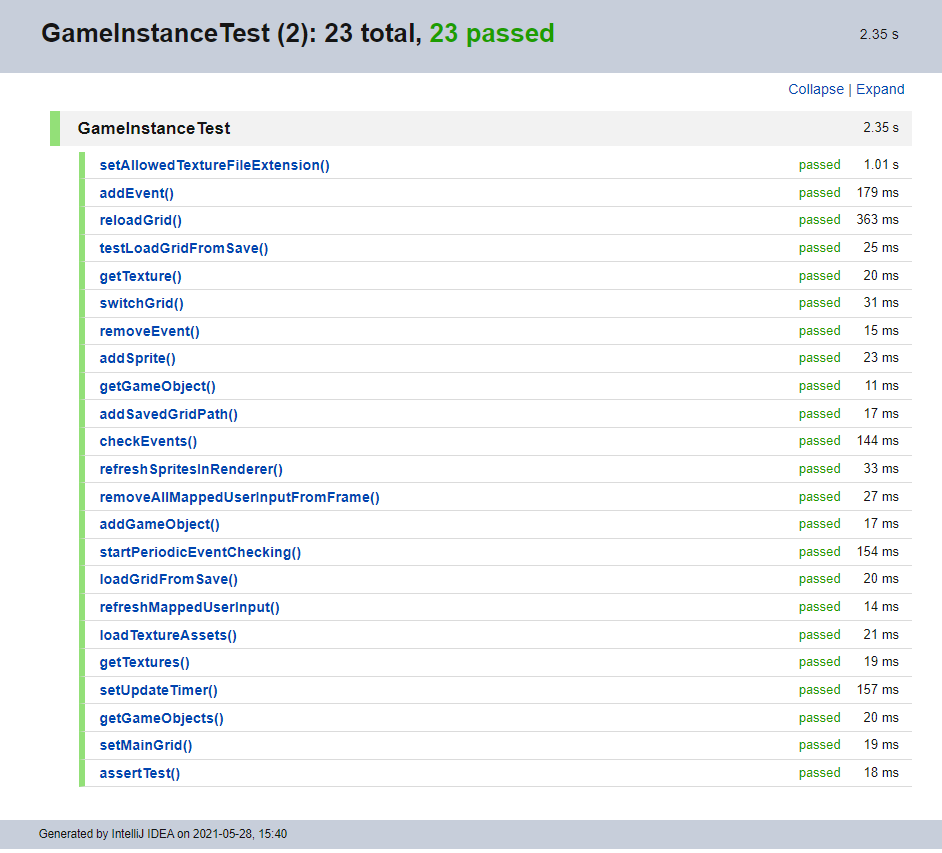 GameInstanceTest (2): 23 total, 23 passed 2.35 s
Collapse | Expand
GameInstanceTest 2.35 s
setAllowedTextureFileExtension() passed 1.01 s
addEvent() passed 179 ms
reloadGrid() passed 363 ms
testLoadGridFromSave() passed 25 ms
getTexture() passed 20 ms
switchGrid() passed 31 ms
removeEvent() passed 15 ms
addSprite() passed 23 ms
getGameObject() passed 11 ms
addSavedGridPath() passed 17 ms
checkEvents() passed 144 ms
refreshSpritesInRenderer() passed 33 ms
removeAllMappedUserInputFromFrame() passed 27 ms
addGameObject() passed 17 ms
startPeriodicEventChecking() passed 154 ms
loadGridFromSave() passed 20 ms
refreshMappedUserInput() passed 14 ms
loadTextureAssets() passed 21 ms
getTextures() passed 19 ms
setUpdateTimer() passed 157 ms
getGameObjects() passed 20 ms
setMainGrid() passed 19 ms
assertTest() passed 18 ms
Generated by IntelliJ IDEA on 2021-05-28, 15:40